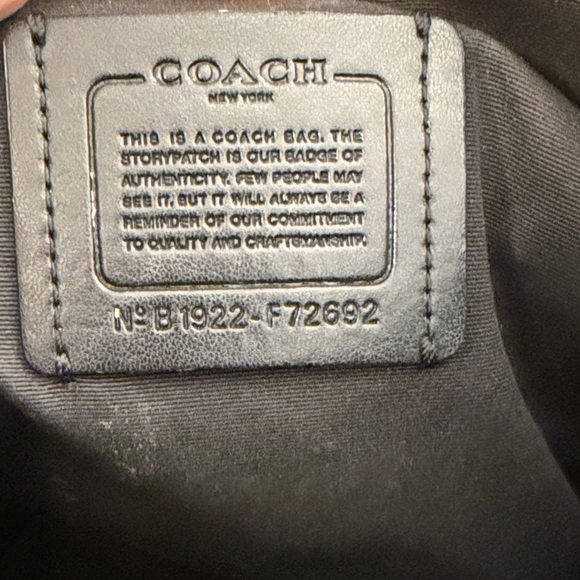 COACH
NEW YORK
THIS IS A COACH BAG. THE
STORYPATCH IS OUR BADGE OF
AUTHENTICITY. FEW PEOPLE MAY
SEE IT, BUT IT WILL ALWAYS BE A
REMINDER OF OUR COMMITMENT
TO QUALITY AND CRAFTSMANSHIP.
Nº B1922-F72692